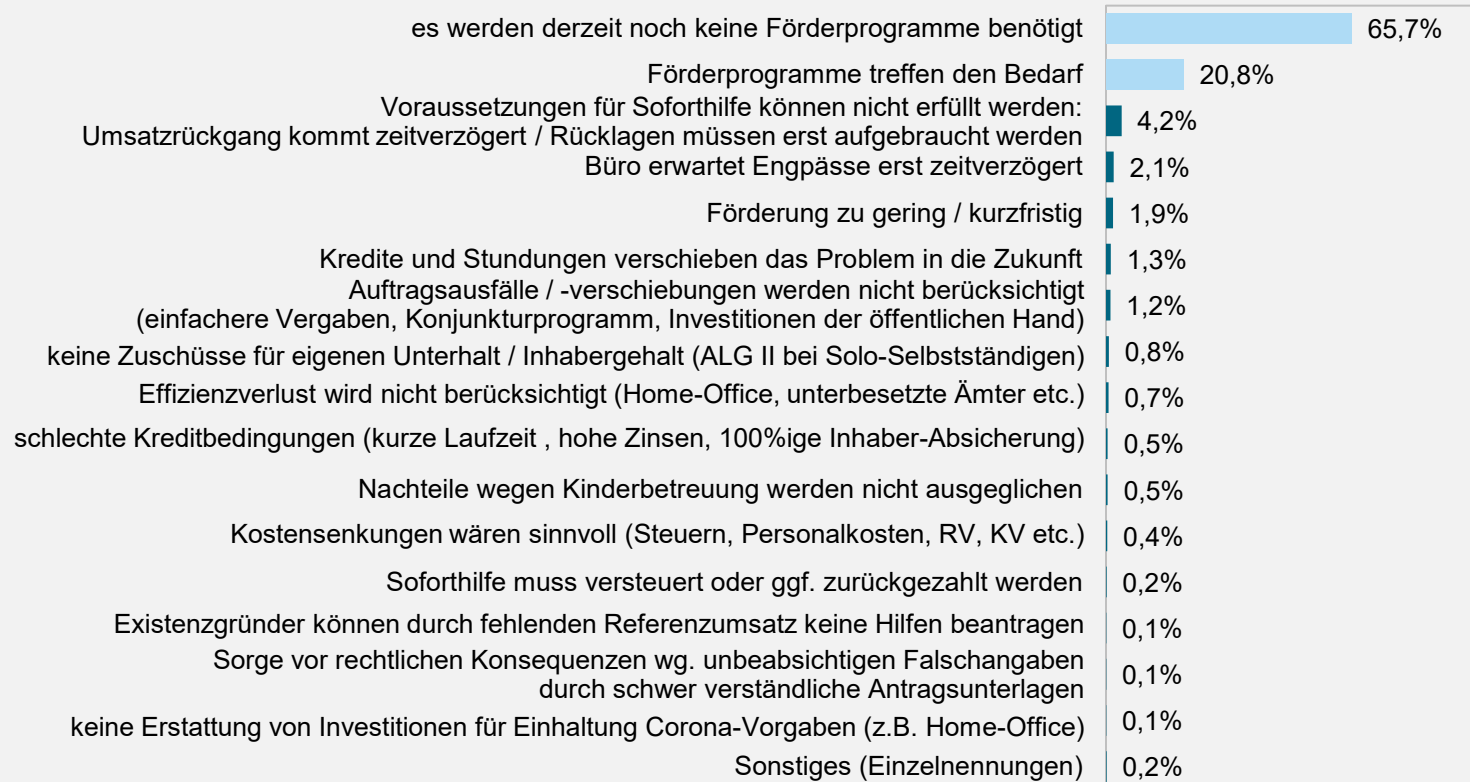 es werden derzeit noch keine Förderprogramme benötigt 65,7%
Förderprogramme treffen den Bedarf 20,8%
Voraussetzungen für Soforthilfe können nicht erfüllt werden:
Umsatzrückgang kommt zeitverzögert / Rücklagen müssen erst aufgebraucht werden 4,2%
Büro erwartet Engpässe erst zeitverzögert 2,1%
Förderung zu gering / kurzfristig 1,9%
Kredite und Stundungen verschieben das Problem in die Zukunft 1,3%
Auftragsausfälle / -verschiebungen werden nicht berücksichtigt
(einfachere Vergaben, Konjunkturprogramm, Investitionen der öffentlichen Hand) 1,2%
keine Zuschüsse für eigenen Unterhalt / Inhabergehalt (ALG II bei Solo-Selbstständigen) 0,8%
Effizienzverlust wird nicht berücksichtigt (Home-Office, unterbesetzte Ämter etc.) 0,7%
schlechte Kreditbedingungen (kurze Laufzeit , hohe Zinsen, 100%ige Inhaber-Absicherung) 0,5%
Nachteile wegen Kinderbetreuung werden nicht ausgeglichen 0,5%
Kostensenkungen wären sinnvoll (Steuern, Personalkosten, RV, KV etc.) 0,4%
Soforthilfe muss versteuert oder ggf. zurückgezahlt werden 0,2%
Existenzgründer können durch fehlenden Referenzumsatz keine Hilfen beantragen 0,1%
Sorge vor rechtlichen Konsequenzen wg. unbeabsichtigen Falschangaben
durch schwer verständliche Antragsunterlagen 0,1%
keine Erstattung von Investitionen für Einhaltung Corona-Vorgaben (z.B. Home-Office) 0,1%
Sonstiges (Einzelnennungen) 0,2%